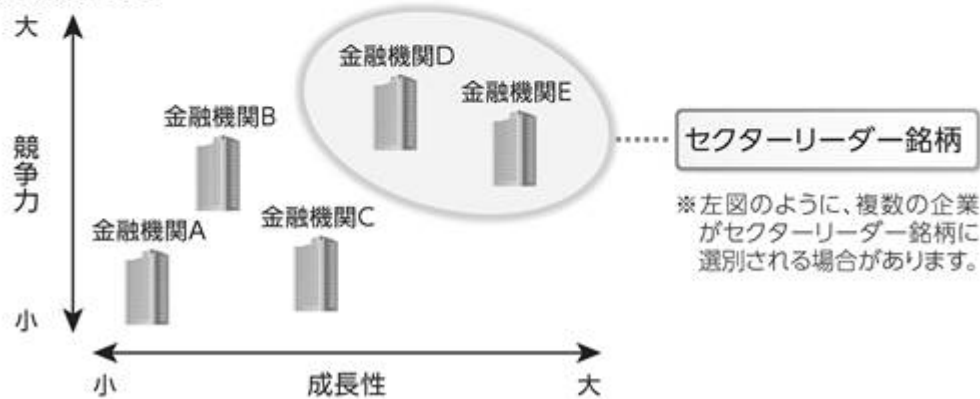 大
競争力
小
金融機関D
金融機関E
金融機関B
金融機関A
金融機関C
小
成長性
大
セクターリーダー銘柄
※左図のように、複数の企業
がセクターリーダー銘柄に
選別される場合があります。